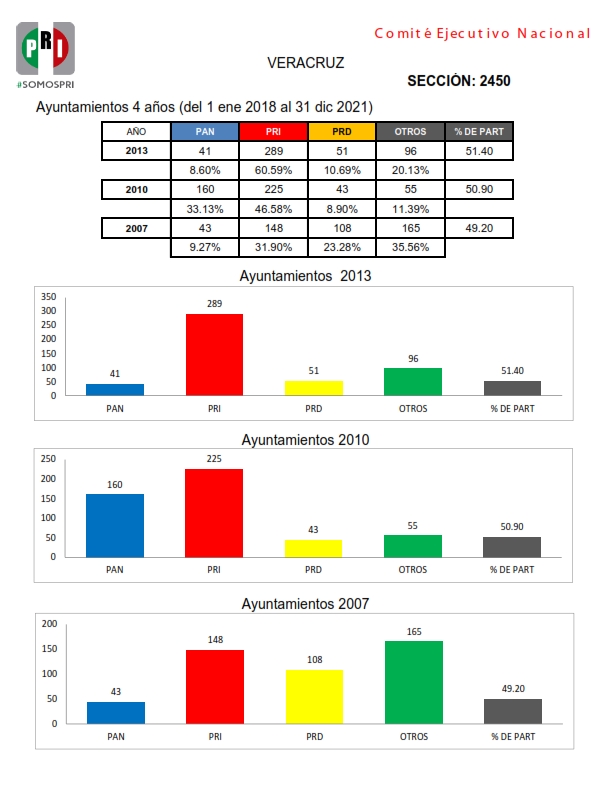 Comité Ejecutivo Nacional
PRI
#SOMOSPRI
VERACRUZ
SECCIÓN: 2450
Ayuntamientos 4 años (del 1 ene 2018 al 31 dic 2021)
AÑO PAN PRI PRD OTROS % DE PART
2013 41 289 51 96 51.40
8.60% 60.59% 10.69% 20.13%
2010 160 225 43 55 50.90
33.13% 46.58% 8.90% 11.39%
2007 43 148 108 165 49.20
9.27% 31.90% 23.28% 35.56%
Ayuntamientos 2013
350
300
250
200
150
100
50
0
41 289 51 96 51.40
PAN PRI PRD OTROS % DE PART
Ayuntamientos 2010
250
200
150
100
50
0
160 225 43 55 50.90
PAN PRI PRD OTROS % DE PART
Ayuntamientos 2007
200
150
100
50
0
43 148 108 165 49.20
PAN PRI PRD OTROS % DE PART